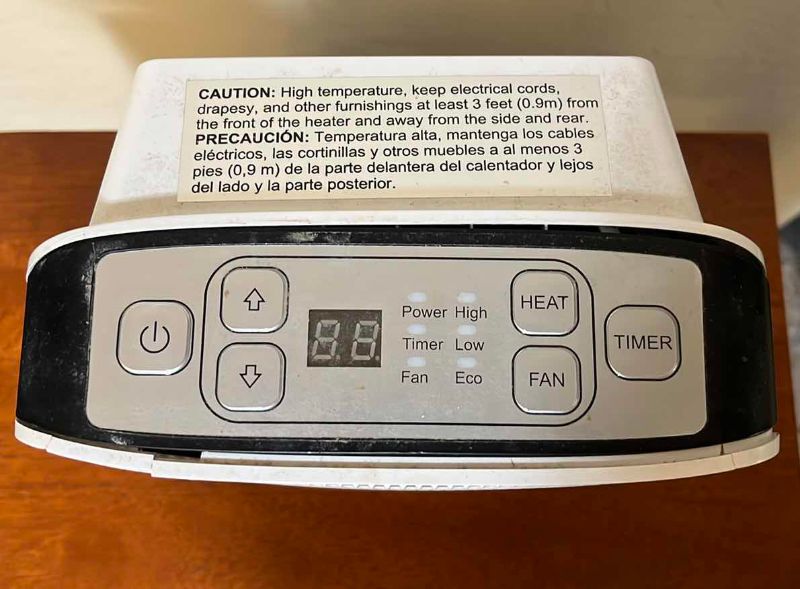 CAUTION: High temperature, keep electrical cords,
drapesy, and other furnishings at least 3 feet (0.9m) from
the front of the heater and away from the side and rear.
PRECAUCIÓN: Temperatura alta, mantenga los cables
eléctricos, las cortinillas y otros muebles a al menos 3
pies (0,9 m) de la parte delantera del calentador y lejos
del lado y la parte posterior.
Power High
Timer Low
Fan Eco
HEAT
FAN
TIMER